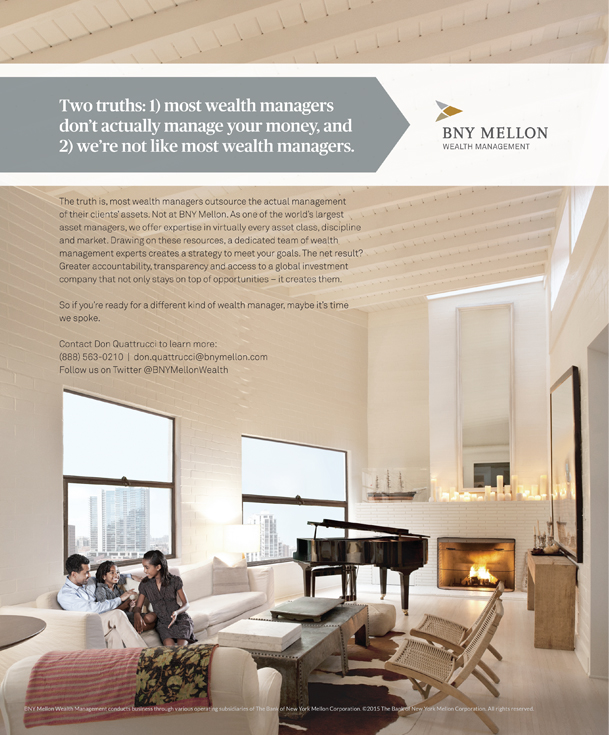 Two truths: 1) most wealth managers
don't actually manage your money, and
2) we're not like most wealth managers.
BNY MELLON
WEALTH MANAGEMENT
The truth is, most wealth managers outsource the actual management
of their clients' assets. Not at BNY Mellon. As one of the world's largest
asset managers, we offer expertise in virtually every asset class, discipline
and market. Drawing on these resources, a dedicated team of wealth
management experts creates a strategy to meet your goals. The net result?
Greater accountability, transparency and access to a global investment
company that not only stays on top of opportunities – it creates them.
So if you're ready for a different kind of wealth manager, maybe it's time
we spoke.
Contact Don Quattrucci to learn more:
(888) 563-0210 | don.quattrucci@bnymellon.com
Follow us on Twitter @BNYMellonWealth
BNY Mellon Wealth Management conducts business through various operating subsidiaries of The Bank of New York Mellon Corporation. ©2015 The Bank of New York Mellon Corporation. All rights reserved.